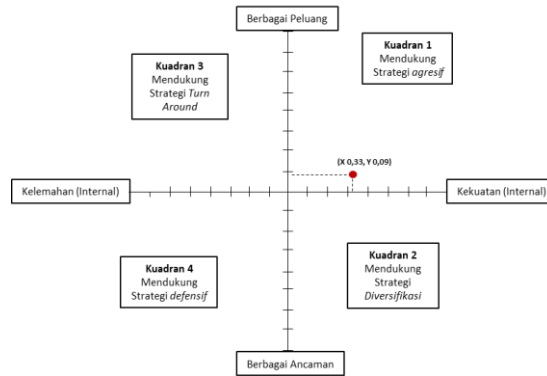 Berbagai Peluang
Kuadran 1
Mendukung
Strategi agresif
Kuadran 3
Mendukung
Strategi Turn
Around
(X 0,33, Y 0,09)
Kelemahan (Internal)
Kekuatan (Internal)
Kuadran 4
Mendukung
Strategi defensif
Kuadran 2
Mendukung
Strategi
Diversifikasi
Berbagai Ancaman